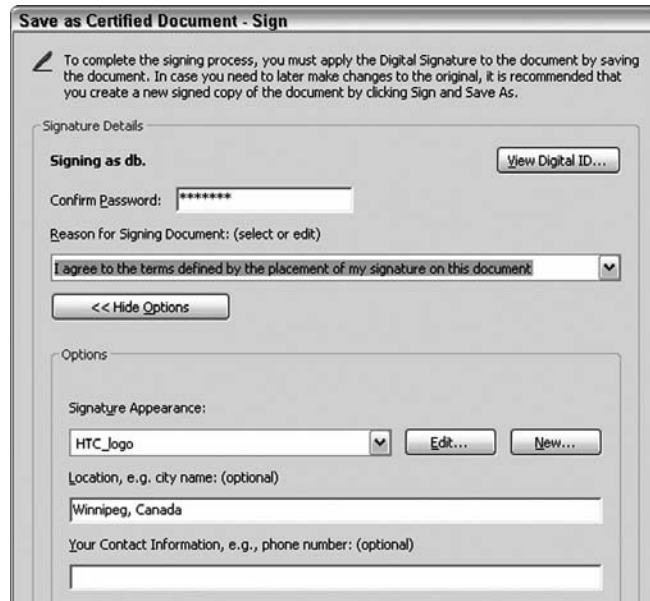 Save as Certified Document - Sign
To complete the signing process, you must apply the Digital Signature to the document by saving
the document. In case you need to later make changes to the original, it is recommended that
you create a new signed copy of the document by clicking Sign and Save As.
Signature Details
Signing as db.
View Digital ID...
Confirm Password: *******
Reason for Signing Document: (select or edit)
I agree to the terms defined by the placement of my signature on this document
<< Hide Options
Options
Signature Appearance:
HTC_logo
Edit...
New...
Location, e.g. city name: (optional)
Winnipeg, Canada
Your Contact Information, e.g., phone number: (optional)